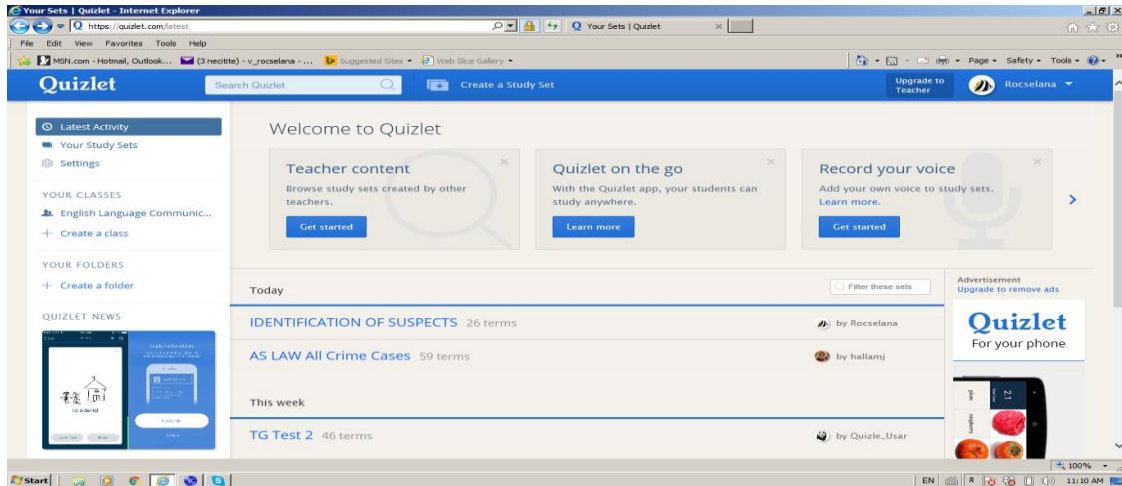 Your Sets | Quizlet - Internet Explorer
https://quizlet.com/latest
Your Sets | Quizlet
File Edit View Favorites Tools Help
MSN.com - Hotmail, Outlook... - v_rocselana - ... Suggested Sites Web Slice Gallery Page Safety Tools
Quizlet
Search Quizlet
Create a Study Set
Upgrade to
Teacher
Rocselana
Latest Activity
Your Study Sets
Settings
YOUR CLASSES
English Language Communic...
+ Create a class
YOUR FOLDERS
+ Create a folder
QUIZLET NEWS
Welcome to Quizlet
Teacher content
Browse study sets created by other
teachers.
Get started
Quizlet on the go
With the Quizlet app, your students can
study anywhere.
Learn more
Record your voice
Add your own voice to study sets.
Learn more.
Get started
Today
Filter these sets
IDENTIFICATION OF SUSPECTS 26 terms by Rocselana
AS LAW All Crime Cases 59 terms by hallamj
This week
TG Test 2 46 terms by Quizle_Usar
Advertisement
Upgrade to remove ads
Quizlet
For your phone
plum
raspberry
2:1
100%
Start
EN
11:10 AM